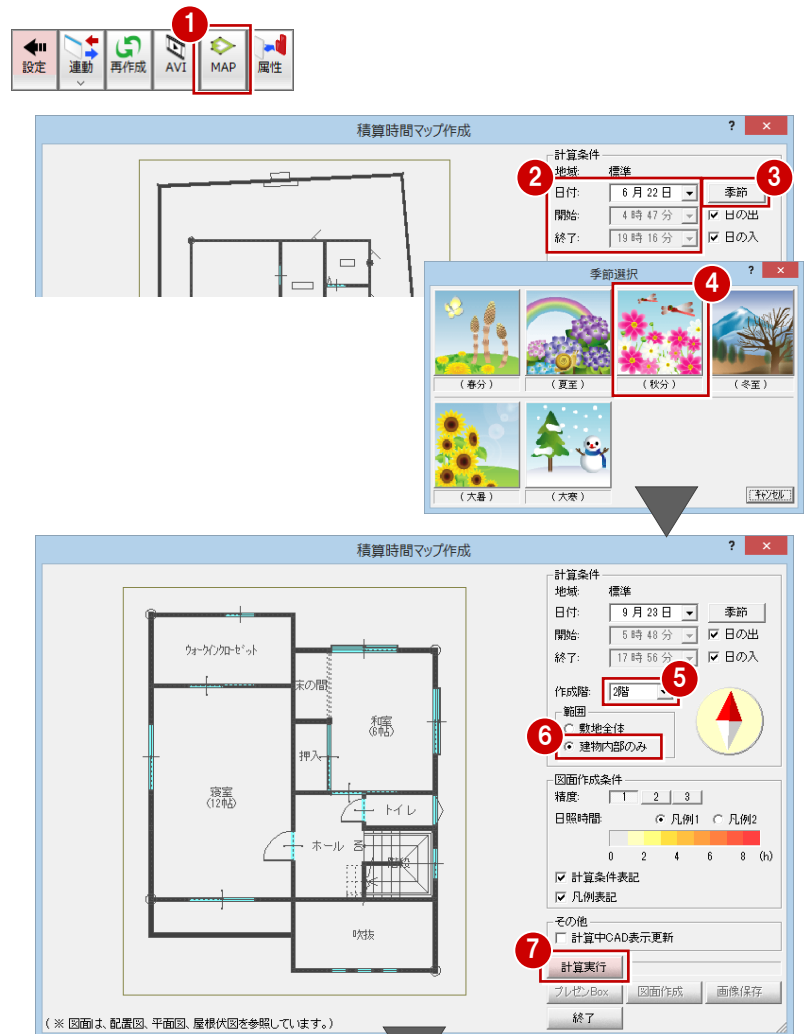 1
設定 連動 再作成 AVI MAP 属性
積算時間マップ作成 ? ×
計算条件
地域: 標準
2 3
日付: 6月22日 季節
開始: 4時47分 日の出
終了: 19時16分 日の入
季節選択 ? ×
4
(春分) (夏至) (秋分) (冬至)
(大暑) (大寒) キャンセル
積算時間マップ作成 ? ×
計算条件
地域: 標準
日付: 9月23日 季節
開始: 5時48分 日の出
終了: 17時56分 日の入
5
作成階: 2階
範囲
敷地全体
6
建物内部のみ
図面作成条件
精度: 1 2 3
日照時間: 凡例1 凡例2
0 2 4 6 8 (h)
計算条件表記
凡例表記
その他
計算中CAD表示更新
7
計算実行
プレゼンBox 図面作成 画像保存
終了
ウォークインクローゼット
床の間
和室
(6帖)
押入
寝室
(12帖)
トイレ
ホール DN 階段
吹抜
(※ 図面は、配置図、平面図、屋根伏図を参照しています。)